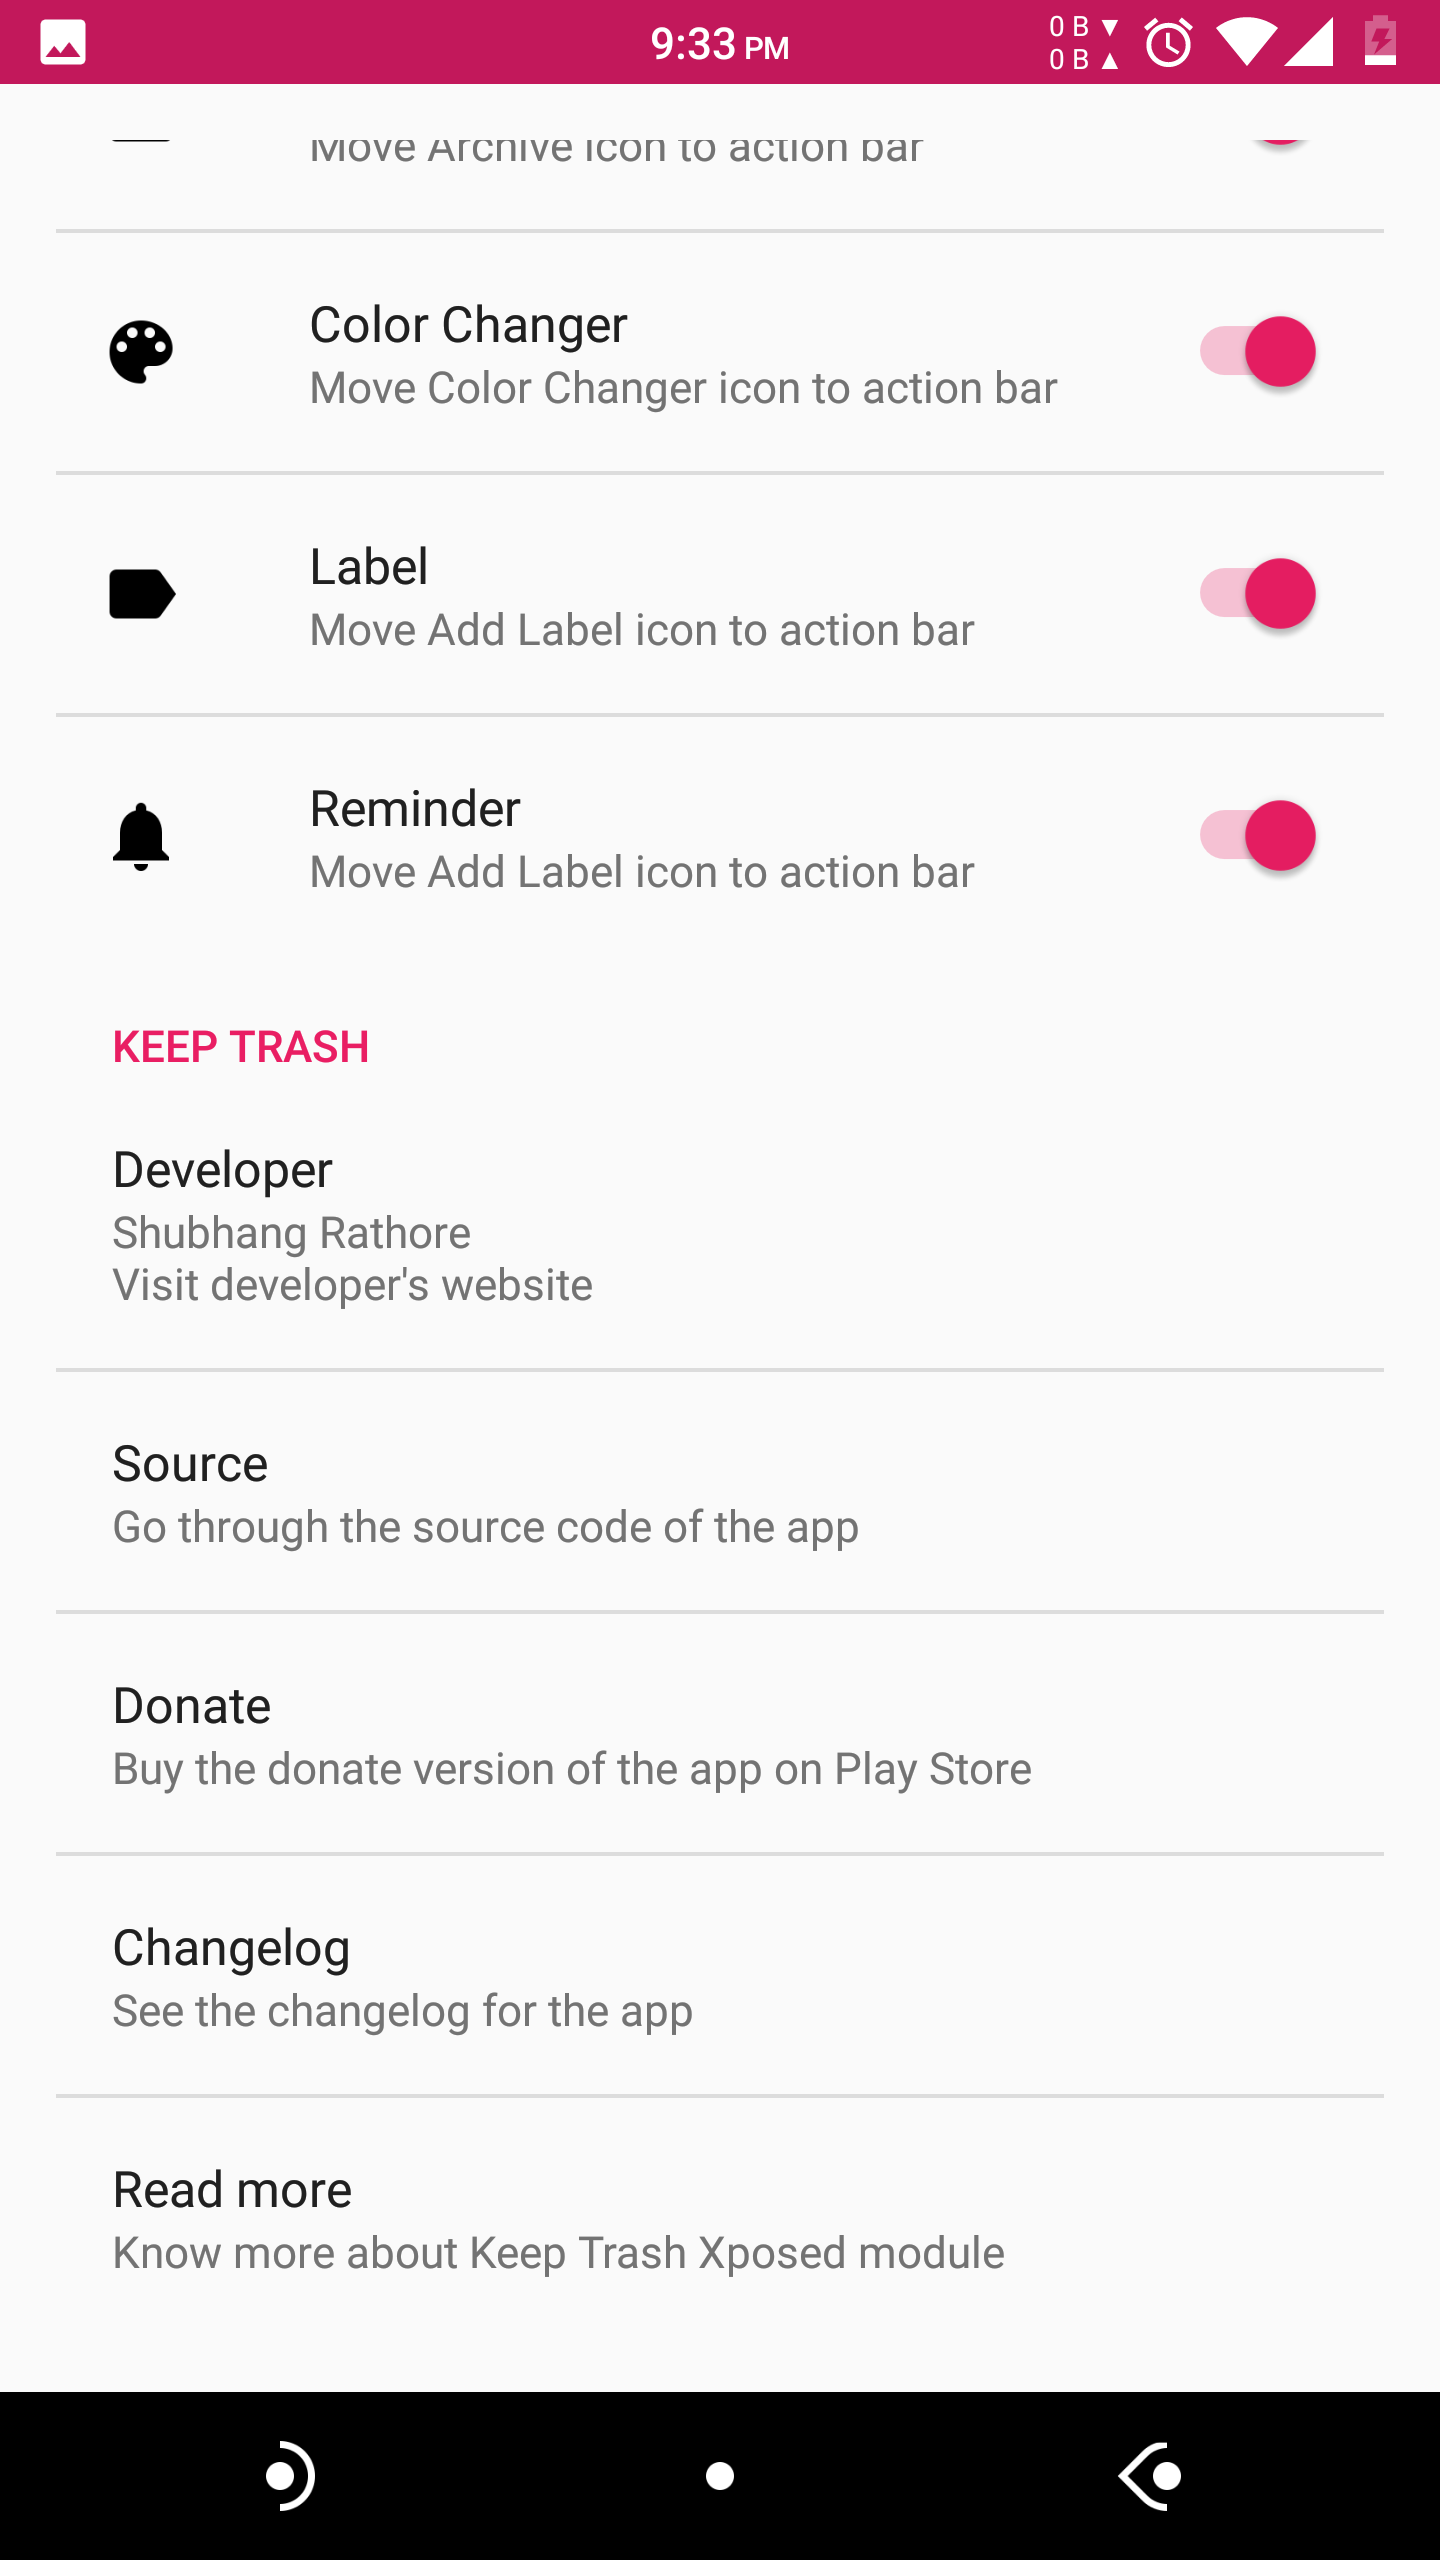 9:33 PM
0 B ▼
0 B ▲
Move Archive icon to action bar
Color Changer
Move Color Changer icon to action bar
Label
Move Add Label icon to action bar
Reminder
Move Add Label icon to action bar
KEEP TRASH
Developer
Shubhang Rathore
Visit developer's website
Source
Go through the source code of the app
Donate
Buy the donate version of the app on Play Store
Changelog
See the changelog for the app
Read more
Know more about Keep Trash Xposed module